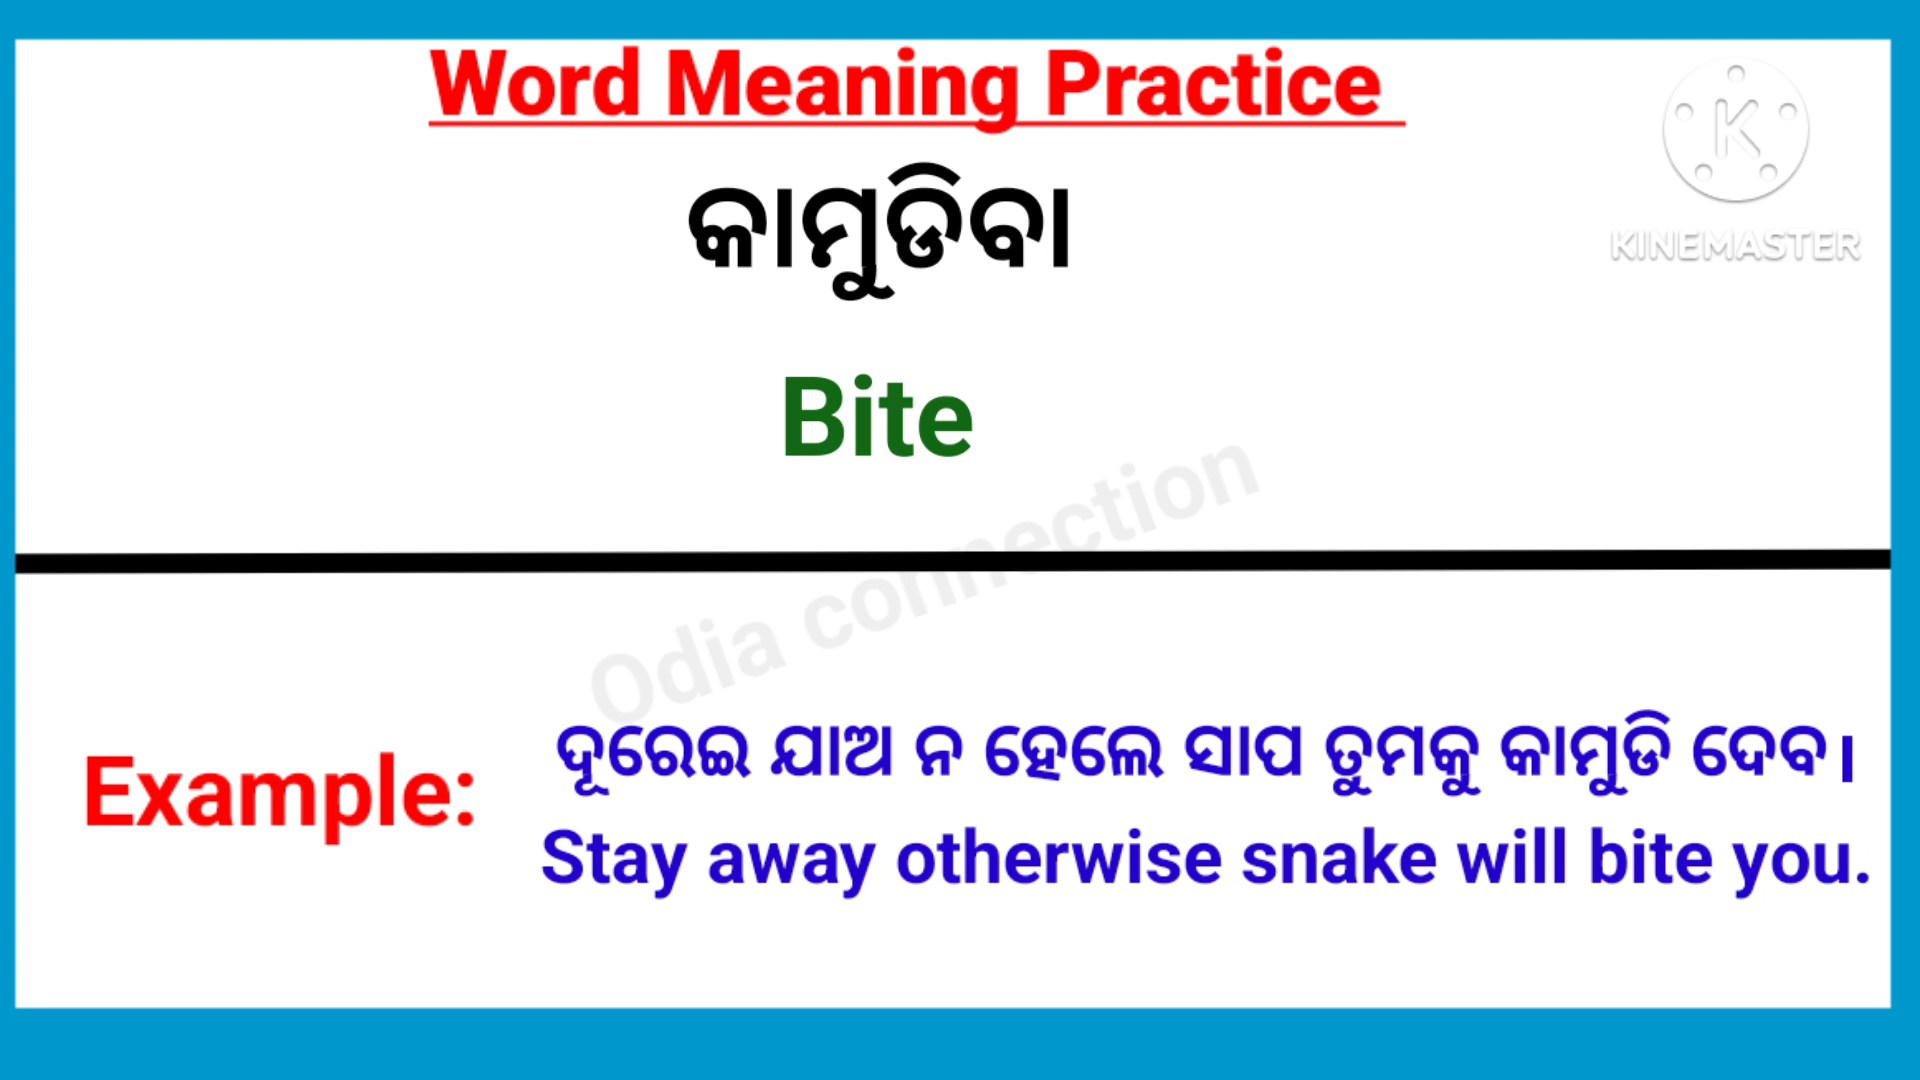 Word Meaning Practice
କାମୁଡିବା
K
KINEMASTER
Bite
Odia connection
Example:
ଦୂରେଇ ଯାଅ ନ ହେଲେ ସାପ ତୁମକୁ କାମୁଡି ଦେବ।
Stay away otherwise snake will bite you.